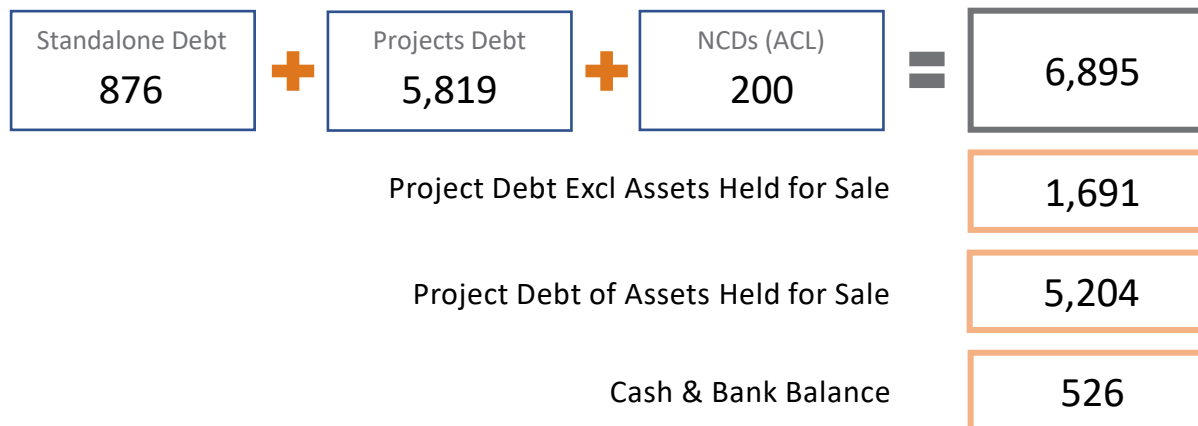 Standalone Debt
876
Projects Debt
5,819
NCDs (ACL)
200
6,895
Project Debt Excl Assets Held for Sale
1,691
Project Debt of Assets Held for Sale
5,204
Cash & Bank Balance
526